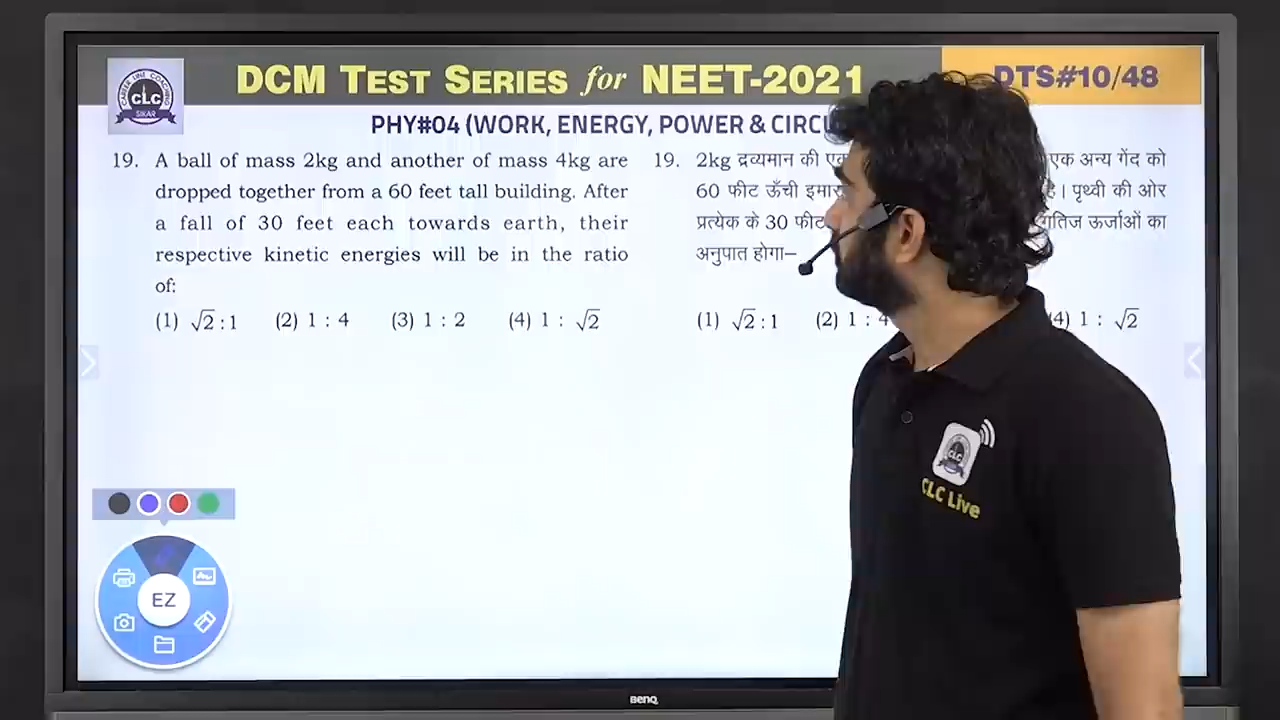 DCM TEST SERIES for NEET-2021
DTS#10/48
CAREER LINE COACHING
CLC
SIKAR
PHY#04 (WORK, ENERGY, POWER & CIRCU
19. A ball of mass 2kg and another of mass 4kg are
dropped together from a 60 feet tall building. After
a fall of 30 feet each towards earth, their
respective kinetic energies will be in the ratio
of:
(1) √2 : 1 (2) 1 : 4 (3) 1 : 2 (4) 1 : √2
19. 2kg द्रव्यमान की एक अन्य गेंद को
60 फीट ऊँची है। पृथ्वी की ओर
प्रत्येक के 30 फीट ऊर्जाओं का
अनुपात होगा–
(1) √2 : 1 (2) 1 : 4 (4) 1 : √2
CLC
CLC Live
EZ
BenQ